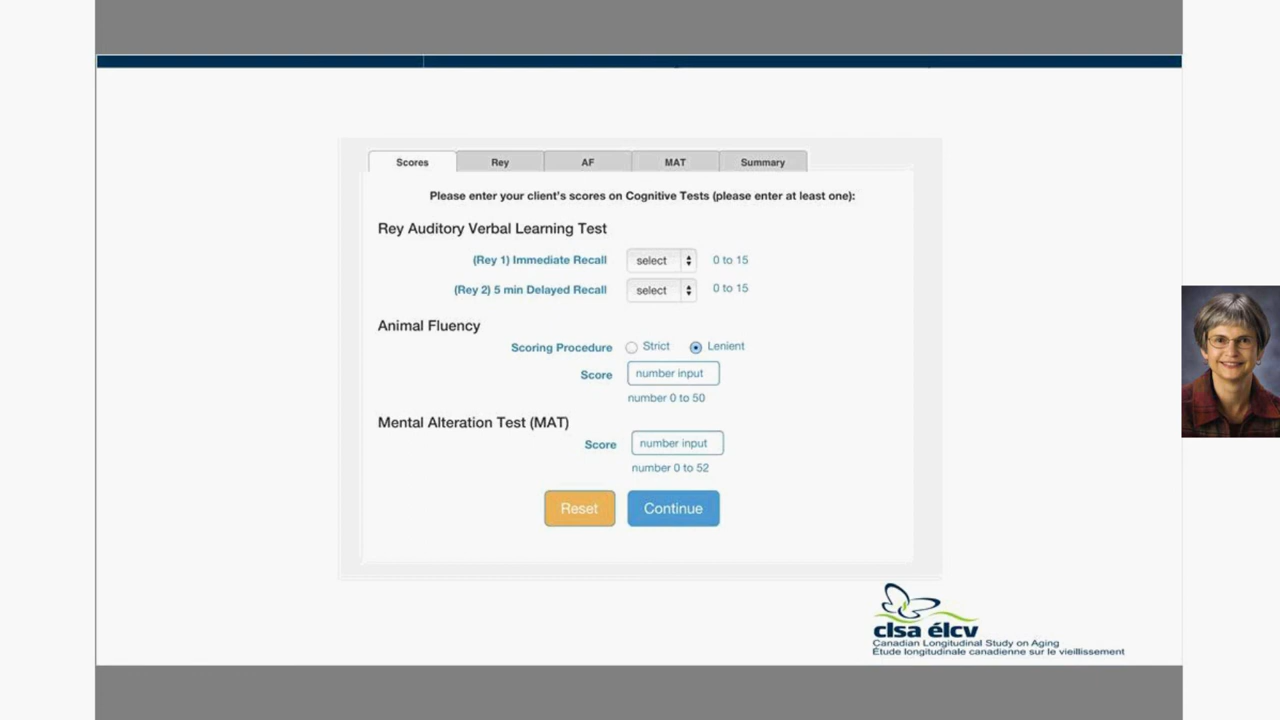 Scores Rey AF MAT Summary
Please enter your client's scores on Cognitive Tests (please enter at least one):
Rey Auditory Verbal Learning Test
(Rey 1) Immediate Recall select 0 to 15
(Rey 2) 5 min Delayed Recall select 0 to 15
Animal Fluency
Scoring Procedure Strict Lenient
Score number input
number 0 to 50
Mental Alteration Test (MAT)
Score number input
number 0 to 52
Reset Continue
clsa élcv
Canadian Longitudinal Study on Aging
Étude longitudinale canadienne sur le vieillissement